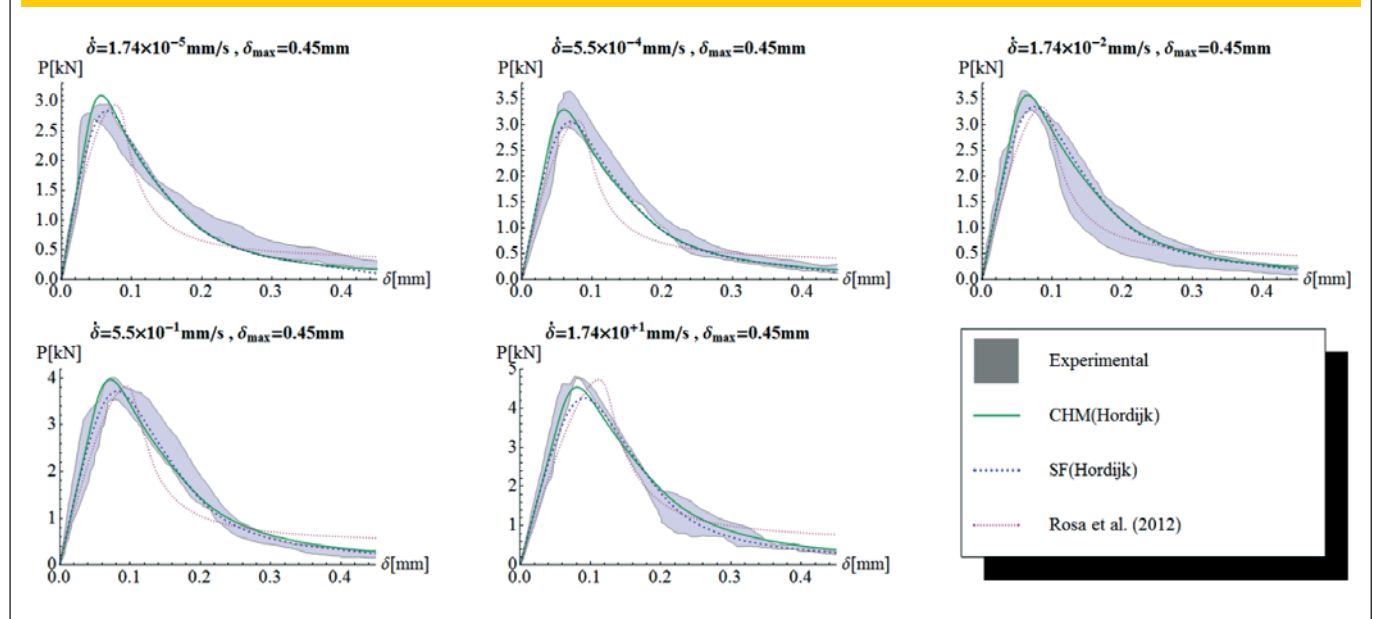 δ̇=1.74×10⁻⁵mm/s , δmax=0.45mm
P[kN]
3.0
2.5
2.0
1.5
1.0
0.5
0.0
0.0 0.1 0.2 0.3 0.4 δ[mm]
δ̇=5.5×10⁻⁴mm/s , δmax=0.45mm
P[kN]
3.5
3.0
2.5
2.0
1.5
1.0
0.5
0.0
0.0 0.1 0.2 0.3 0.4 δ[mm]
δ̇=1.74×10⁻²mm/s , δmax=0.45mm
P[kN]
3.5
3.0
2.5
2.0
1.5
1.0
0.5
0.0
0.0 0.1 0.2 0.3 0.4 δ[mm]
δ̇=5.5×10⁻¹mm/s , δmax=0.45mm
P[kN]
4
3
2
1
0
0.0 0.1 0.2 0.3 0.4 δ[mm]
δ̇=1.74×10⁺¹mm/s , δmax=0.45mm
P[kN]
5
4
3
2
1
0
0.0 0.1 0.2 0.3 0.4 δ[mm]
Experimental
CHM(Hordijk)
SF(Hordijk)
Rosa et al. (2012)